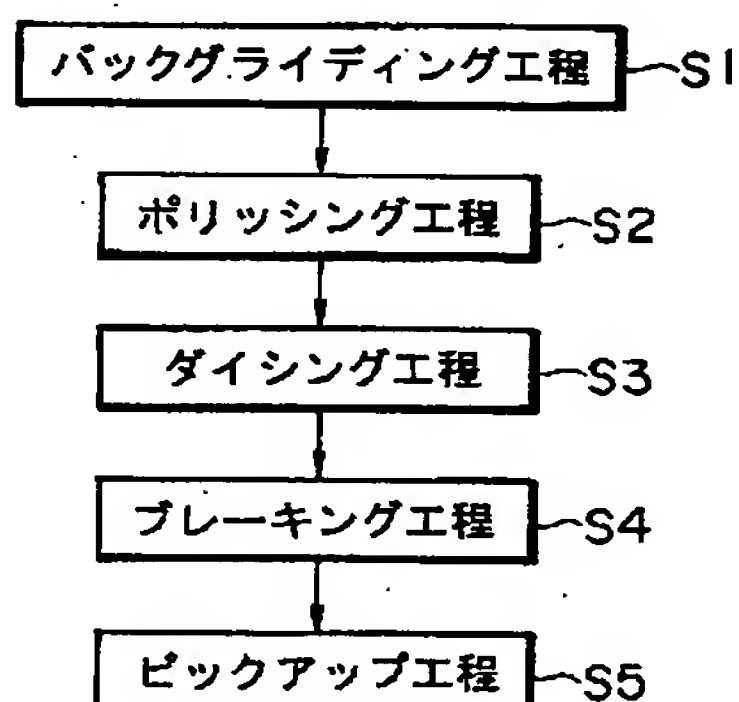 バックグライディング工程 S1
ポリッシング工程 S2
ダイシング工程 S3
ブレーキング工程 S4
ピックアップ工程 S5